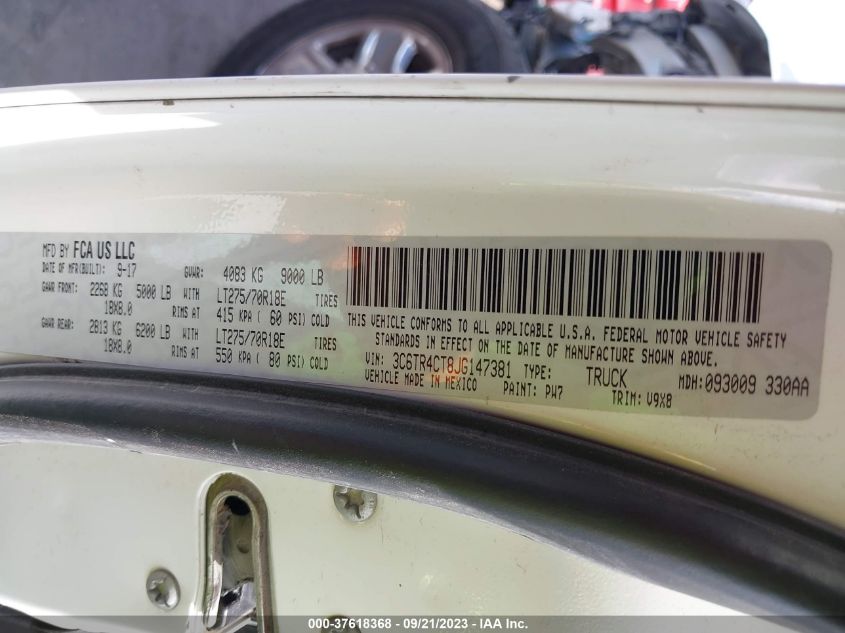 MFD BY FCA US LLC
DATE OF MFR(BUILT): 9-17 GVWR: 4083 KG 9000 LB
GAWR FRONT: 2268 KG 5000 LB WITH LT275/70R18E TIRES
18X8.0 RIMS AT 415 KPA ( 60 PSI) COLD
GAWR REAR: 2813 KG 6200 LB WITH LT275/70R18E TIRES
18X8.0 RIMS AT 550 KPA ( 80 PSI) COLD
THIS VEHICLE CONFORMS TO ALL APPLICABLE U.S.A. FEDERAL MOTOR VEHICLE SAFETY
STANDARDS IN EFFECT ON THE DATE OF MANUFACTURE SHOWN ABOVE.
VIN: 3C6TR4CT8JG147381 TYPE: TRUCK MDH:093009 330AA
VEHICLE MADE IN MEXICO PAINT: PW7 TRIM: V9X8
000-37618368 - 09/21/2023 - © IAA, Inc.